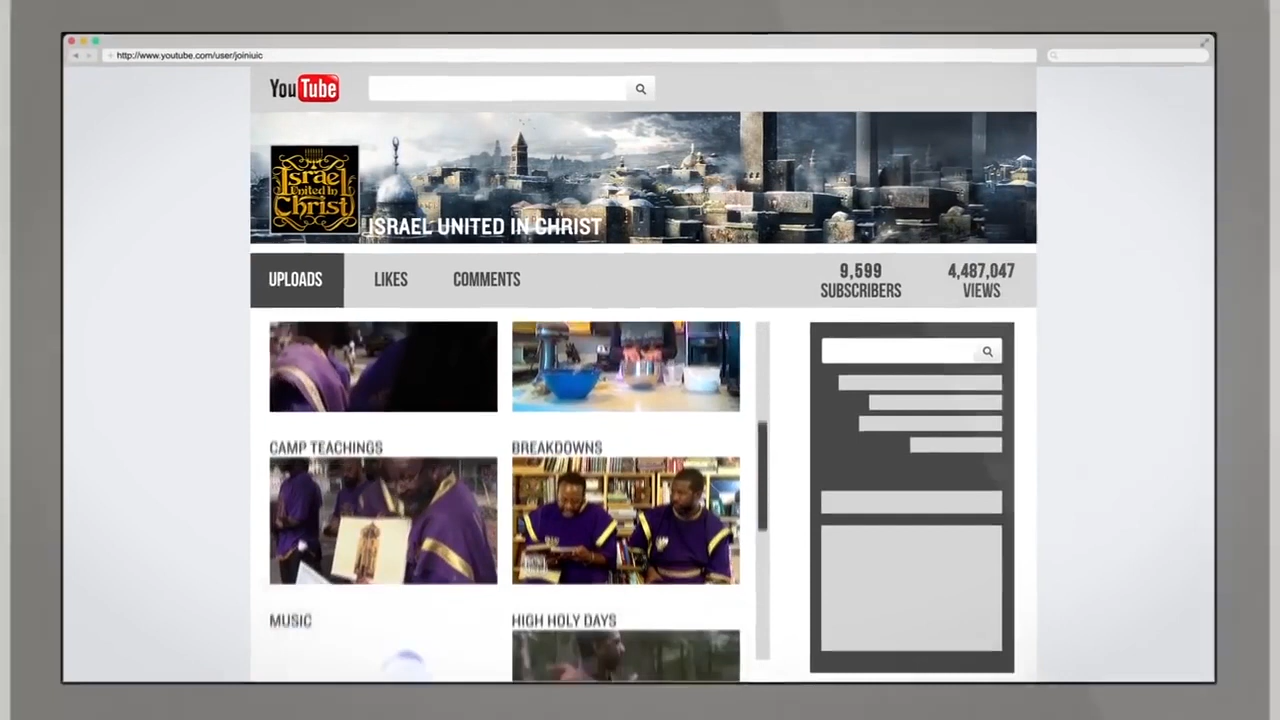 http://www.youtube.com/user/joiniuic
YouTube
Israel
United In
Christ
ISRAEL UNITED IN CHRIST
UPLOADS
LIKES
COMMENTS
9,599
SUBSCRIBERS
4,487,047
VIEWS
CAMP TEACHINGS
BREAKDOWNS
MUSIC
HIGH HOLY DAYS